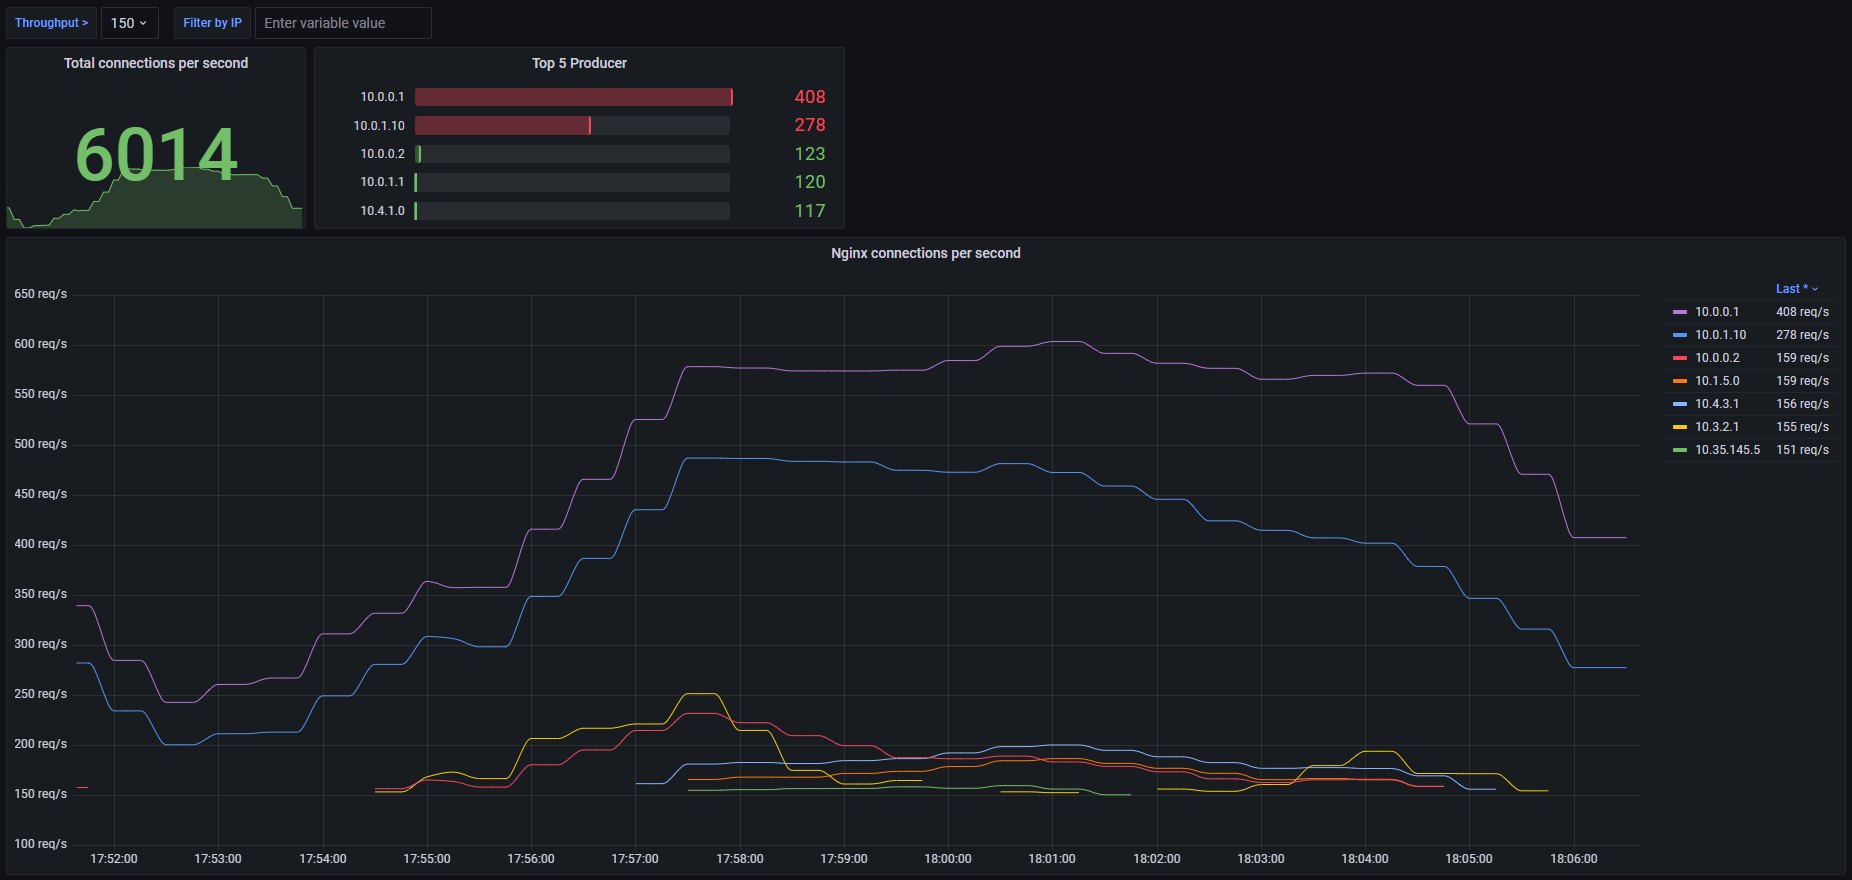 Throughput > 150 Filter by IP Enter variable value
Total connections per second
6014
Top 5 Producer
10.0.0.1 408
10.0.1.10 278
10.0.0.2 123
10.0.1.1 120
10.4.1.0 117
Nginx connections per second
650 req/s
600 req/s
550 req/s
500 req/s
450 req/s
400 req/s
350 req/s
300 req/s
250 req/s
200 req/s
150 req/s
100 req/s
17:52:00 17:53:00 17:54:00 17:55:00 17:56:00 17:57:00 17:58:00 17:59:00 18:00:00 18:01:00 18:02:00 18:03:00 18:04:00 18:05:00 18:06:00
Last *
10.0.0.1 408 req/s
10.0.1.10 278 req/s
10.0.0.2 159 req/s
10.1.5.0 159 req/s
10.4.3.1 156 req/s
10.3.2.1 155 req/s
10.35.145.5 151 req/s